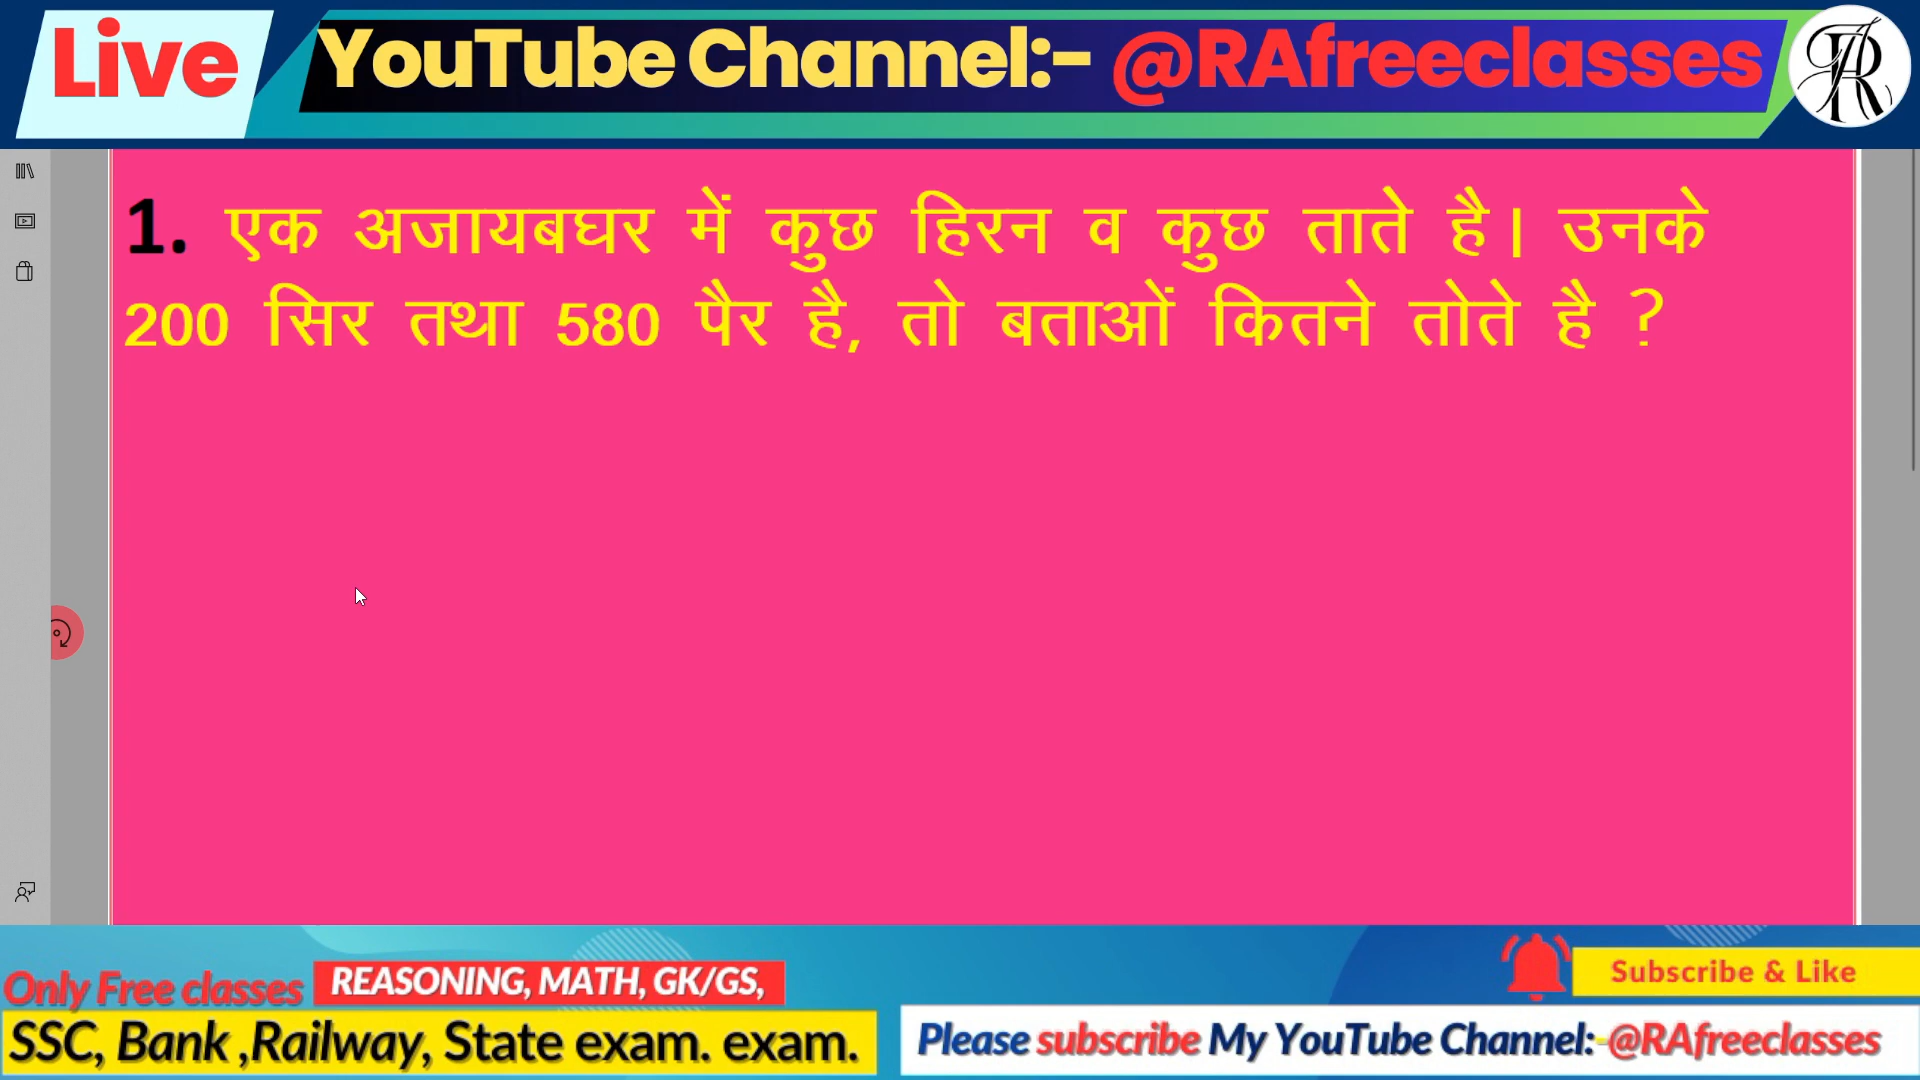 Live
YouTube Channel:- @RAfreeclasses
1. एक अजायबघर में कुछ हिरन व कुछ ताते है। उनके
200 सिर तथा 580 पैर है, तो बताओं कितने तोते है ?
Only Free classes REASONING, MATH, GK/GS,
Subscribe & Like
SSC, Bank ,Railway, State exam. exam.
Please subscribe My YouTube Channel:-@RAfreeclasses